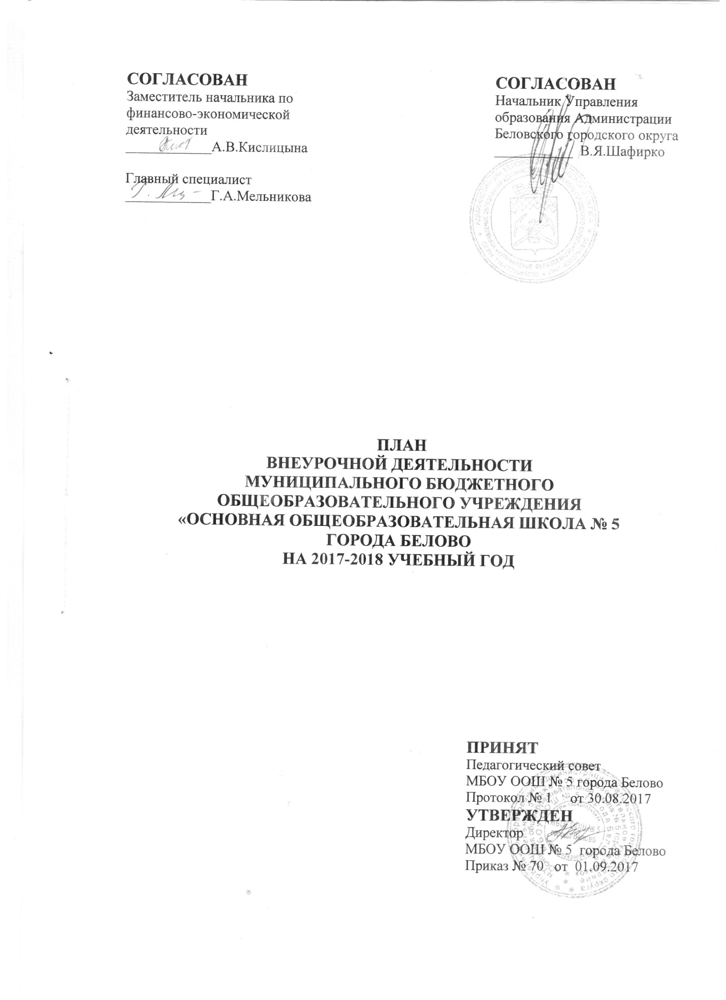 СОГЛАСОВАН
Заместитель начальника по
финансово-экономической
деятельности
____________А.В.Кислицына
Главный специалист
____________Г.А.Мельникова
СОГЛАСОВАН
Начальник Управления
образования Администрации
Беловского городского округа
___________ В.Я.Шафирко
ПЛАН
ВНЕУРОЧНОЙ ДЕЯТЕЛЬНОСТИ
МУНИЦИПАЛЬНОГО БЮДЖЕТНОГО
ОБЩЕОБРАЗОВАТЕЛЬНОГО УЧРЕЖДЕНИЯ
«ОСНОВНАЯ ОБЩЕОБРАЗОВАТЕЛЬНАЯ ШКОЛА № 5
ГОРОДА БЕЛОВО
НА 2017-2018 УЧЕБНЫЙ ГОД
ПРИНЯТ
Педагогический совет
МБОУ ООШ № 5 города Белово
Протокол № 1 от 30.08.2017
УТВЕРЖДЕН
Директор
МБОУ ООШ № 5 города Белово
Приказ № 70 от 01.09.2017